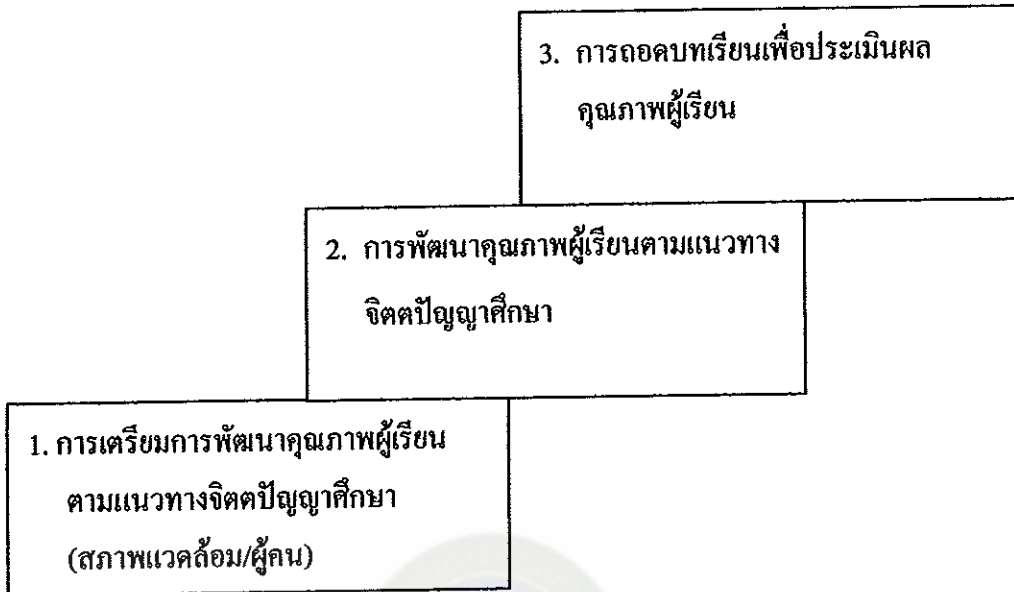 3. การถอดบทเรียนเพื่อประเมินผล
คุณภาพผู้เรียน
2. การพัฒนาคุณภาพผู้เรียนตามแนวทาง
จิตตปัญญาศึกษา
1. การเตรียมการพัฒนาคุณภาพผู้เรียน
ตามแนวทางจิตตปัญญาศึกษา
(สภาพแวดล้อม/ผู้คน)